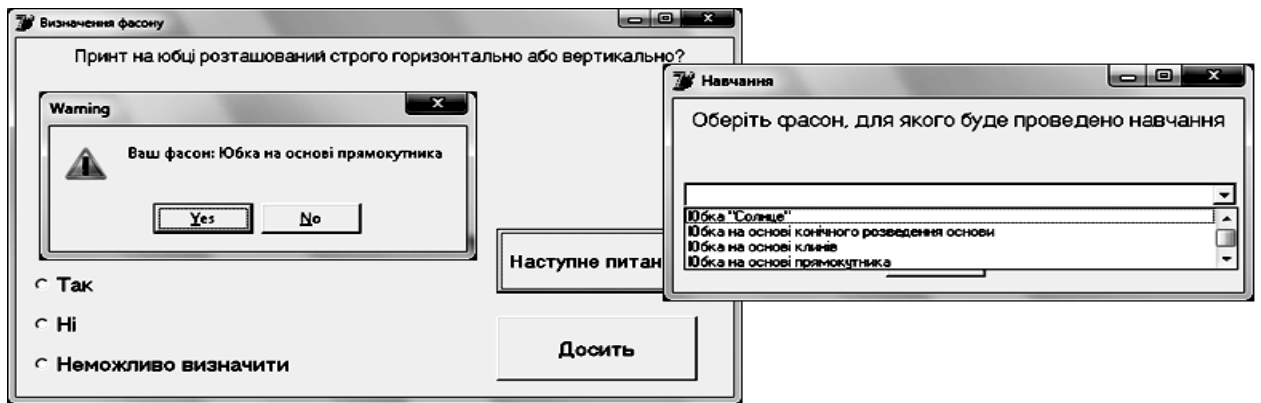 Визначення фасону
Принт на юбці розташований строго горизонтально або вертикально?
Warning
Ваш фасон: Юбка на основі прямокутника
Yes
No
Наступне питан
Так
Ні
Неможливо визначити
Досить
Навчання
Оберіть фасон, для якого буде проведено навчання
Юбка "Солнце"
Юбка на основі конічного розведення основи
Юбка на основі клинів
Юбка на основі прямокутника